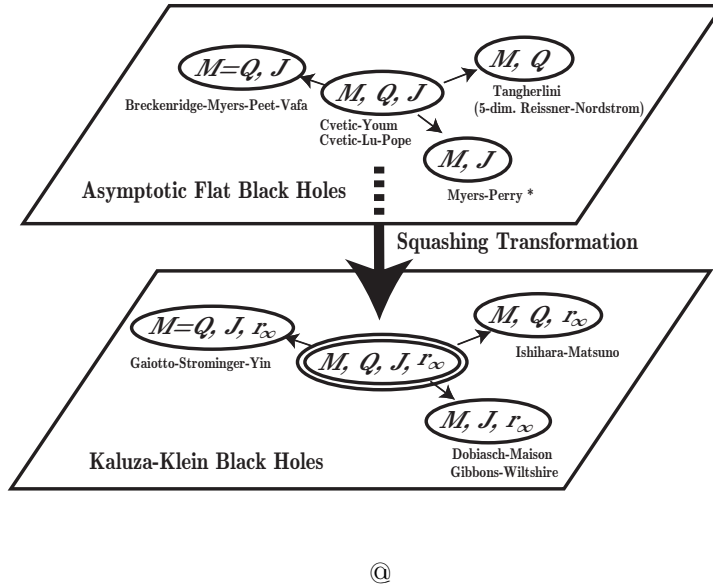 M=Q, J
Breckenridge-Myers-Peet-Vafa
M, Q, J
Cvetic-Youm
Cvetic-Lu-Pope
M, Q
Tangherlini
(5-dim. Reissner-Nordstrom)
M, J
Myers-Perry *
Asymptotic Flat Black Holes
Squashing Transformation
M=Q, J, r∞
Gaiotto-Strominger-Yin
M, Q, J, r∞
M, Q, r∞
Ishihara-Matsuno
M, J, r∞
Dobiasch-Maison
Gibbons-Wiltshire
Kaluza-Klein Black Holes
@